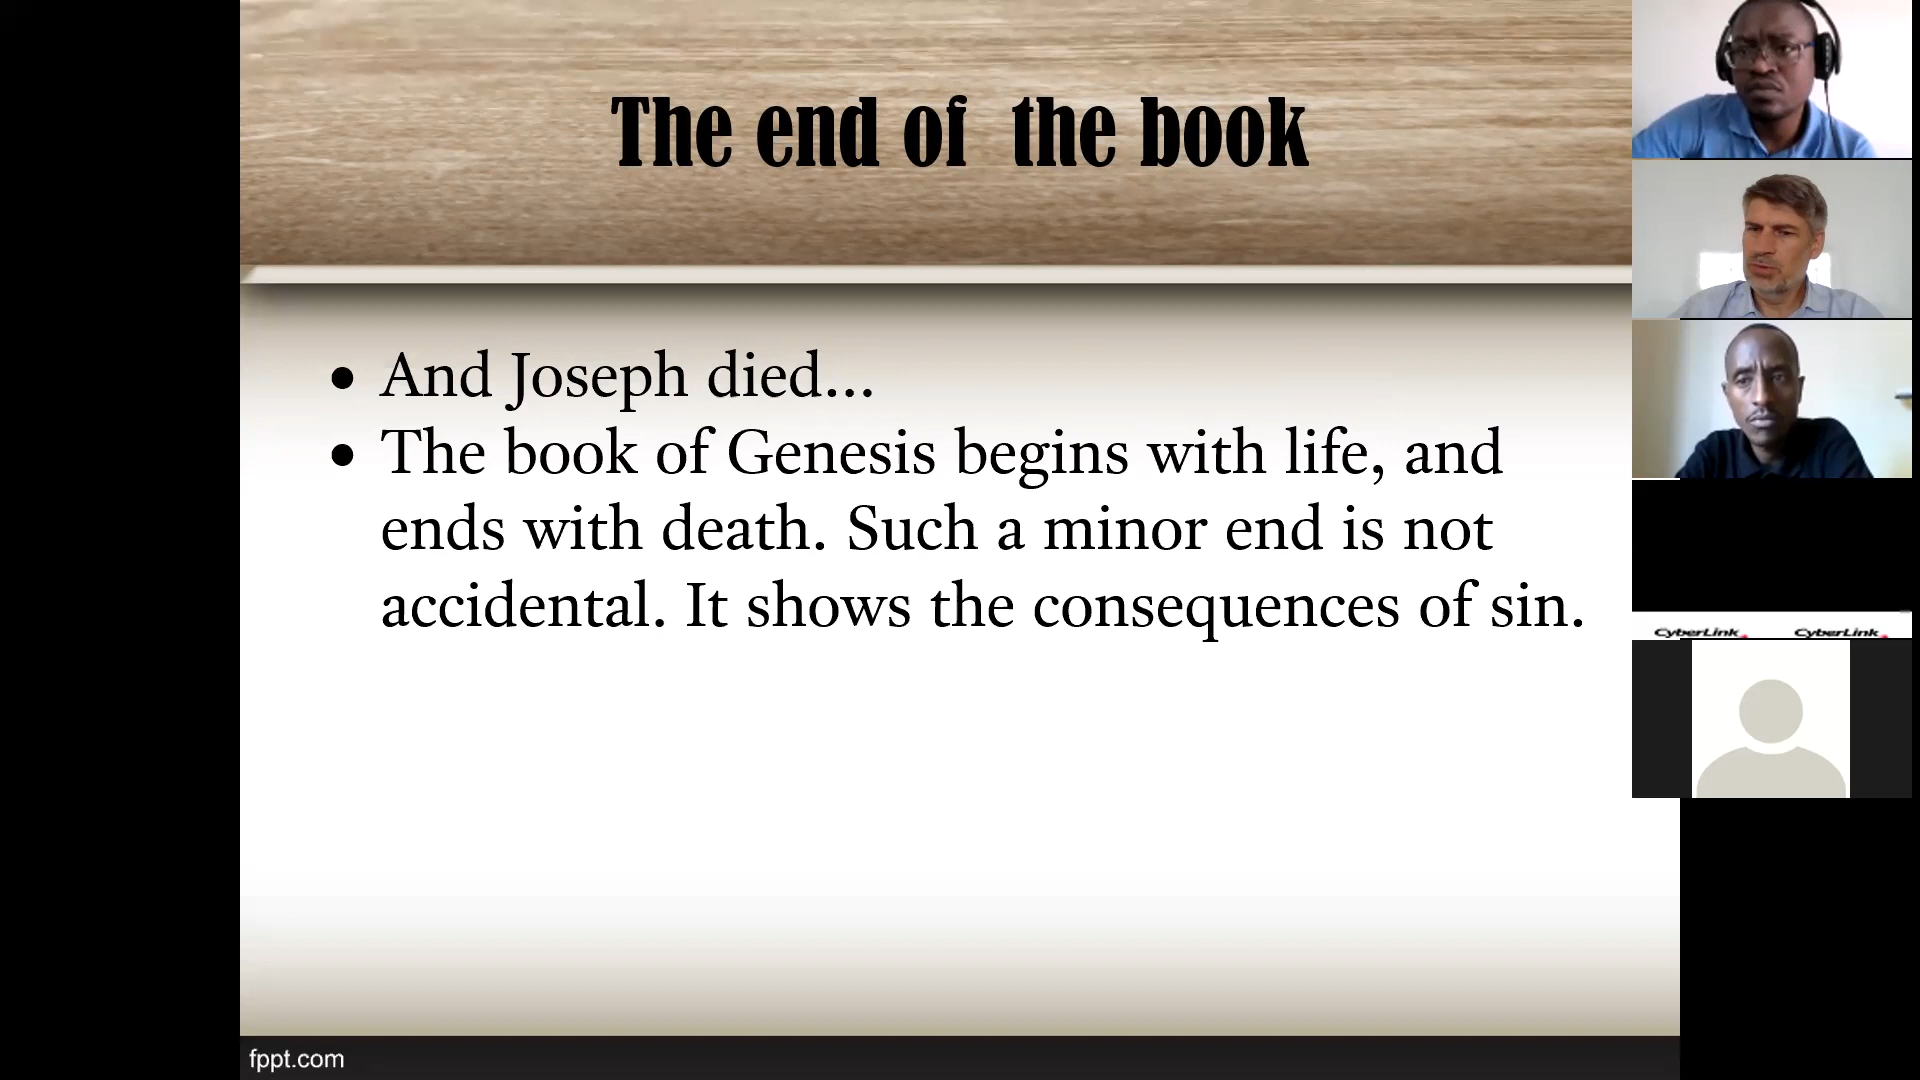 The end of  the book
• And Joseph died...
• The book of Genesis begins with life, and
ends with death. Such a minor end is not
accidental. It shows the consequences of sin.
CyberLink CyberLink
fppt.com